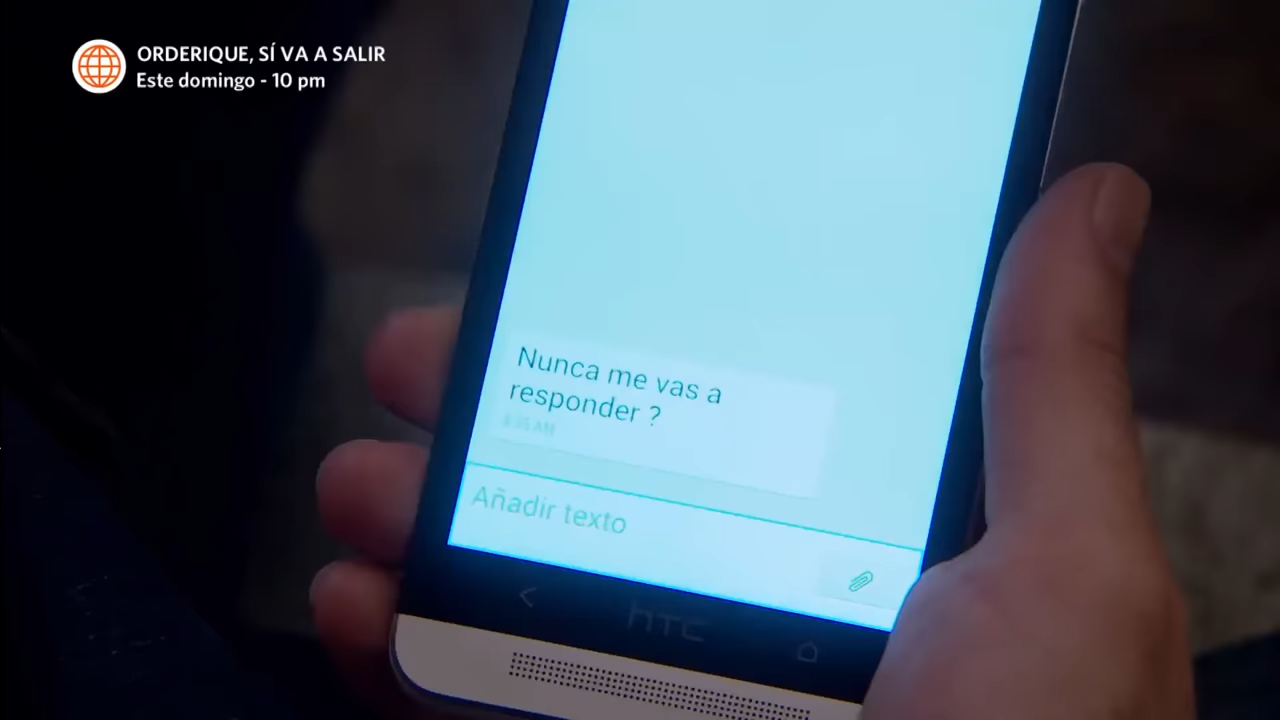 ORDERIQUE, SÍ VA A SALIR
Este domingo - 10 pm
Nunca me vas a
responder ?
Añadir texto
hTC